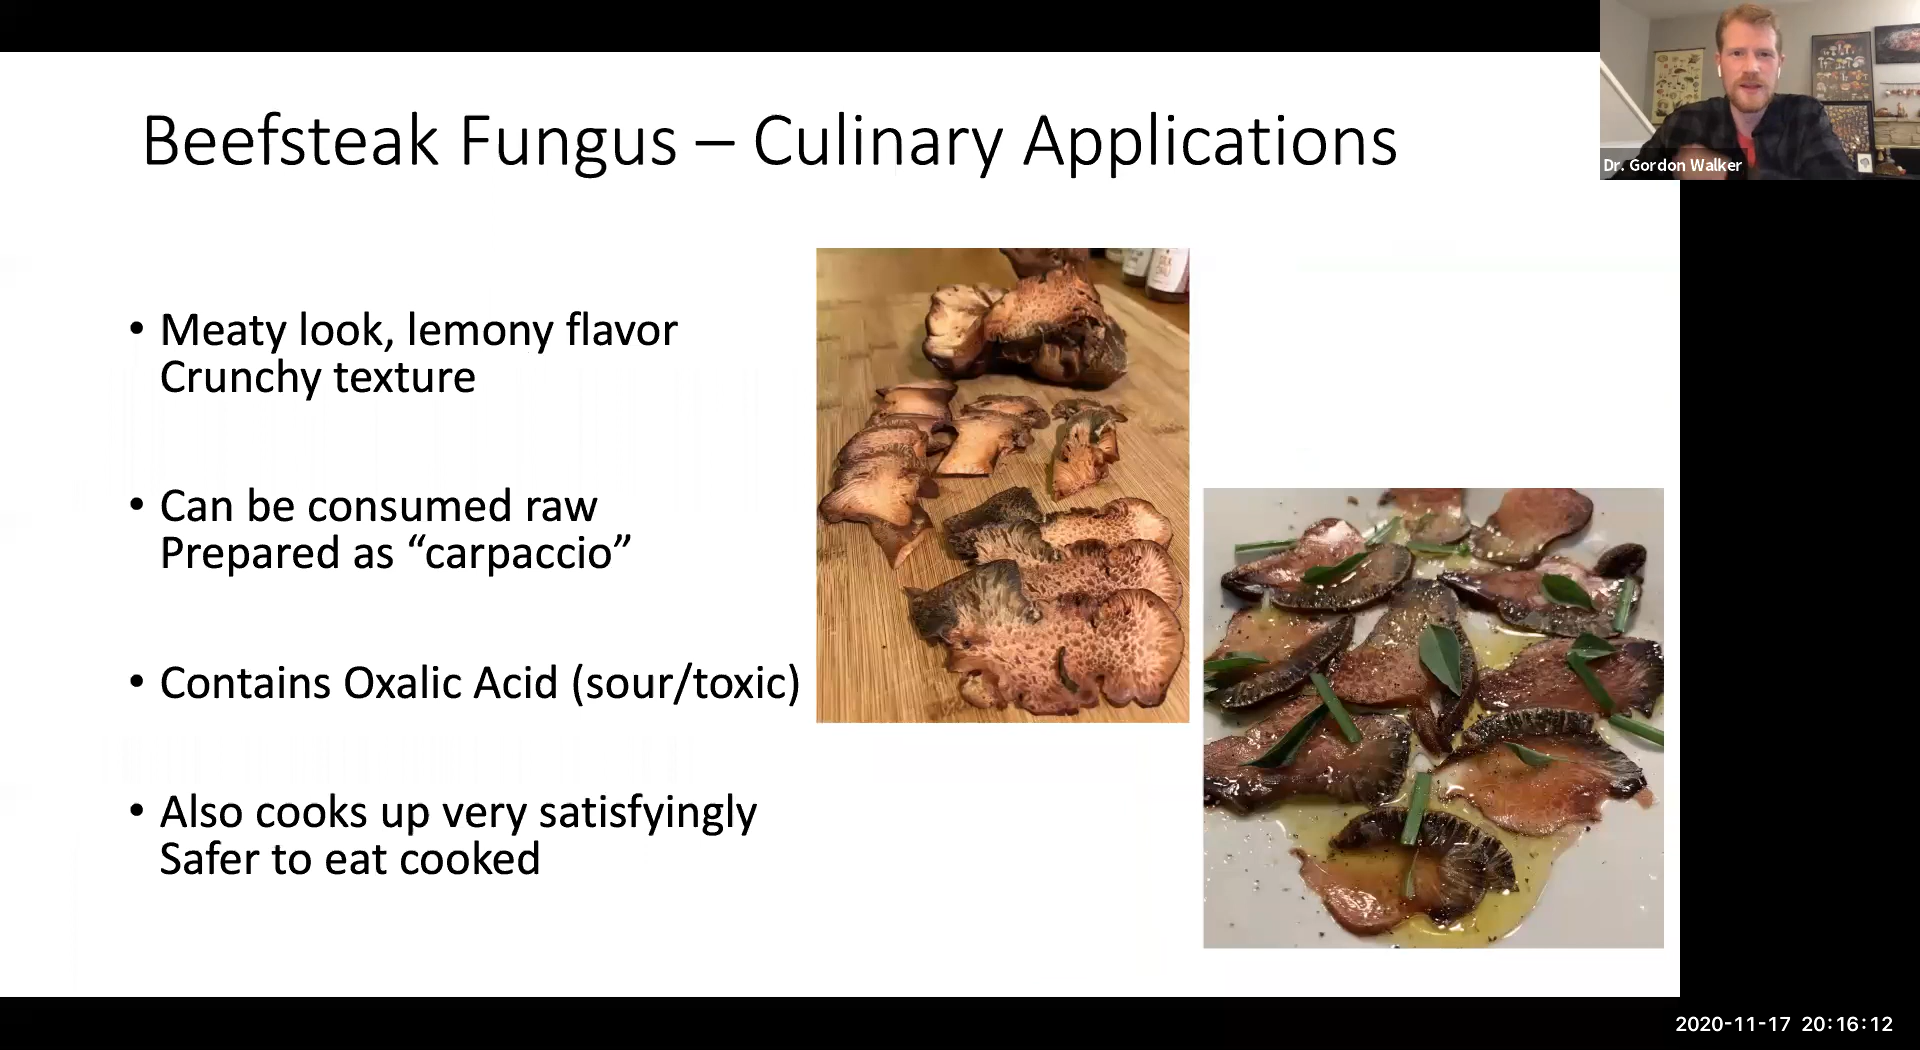 Beefsteak Fungus – Culinary Applications
Dr. Gordon Walker
• Meaty look, lemony flavor
Crunchy texture
• Can be consumed raw
Prepared as “carpaccio”
• Contains Oxalic Acid (sour/toxic)
• Also cooks up very satisfyingly
Safer to eat cooked
2020-11-17 20:16:12